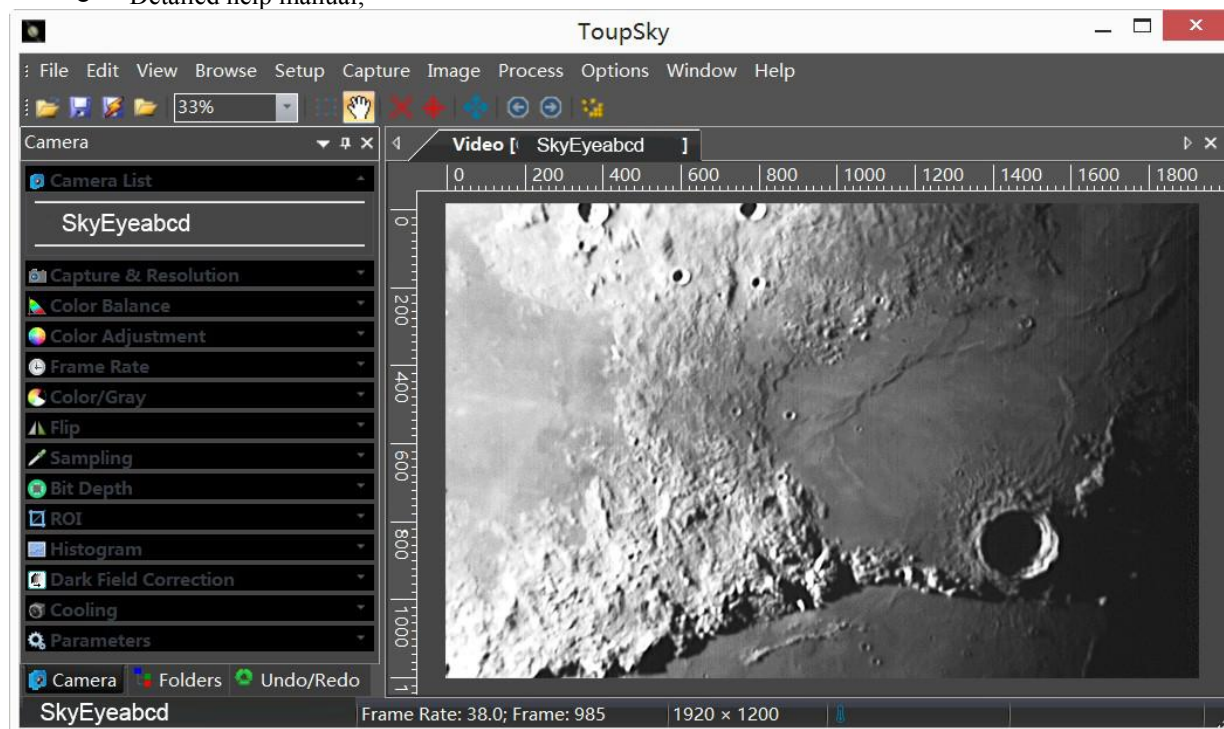 Detailed help manual;
ToupSky
File Edit View Browse Setup Capture Image Process Options Window Help
33%
Camera
Video [ SkyEyeabcd ]
Camera List
0 200 400 600 800 1000 1200 1400 1600 1800
SkyEyeabcd
0
Capture & Resolution
Color Balance
200
Color Adjustment
Frame Rate
400
Color/Gray
Flip
Sampling
600
Bit Depth
ROI
Histogram
800
Dark Field Correction
Cooling
Parameters
1000
Camera Folders Undo/Redo
SkyEyeabcd Frame Rate: 38.0; Frame: 985 1920 × 1200